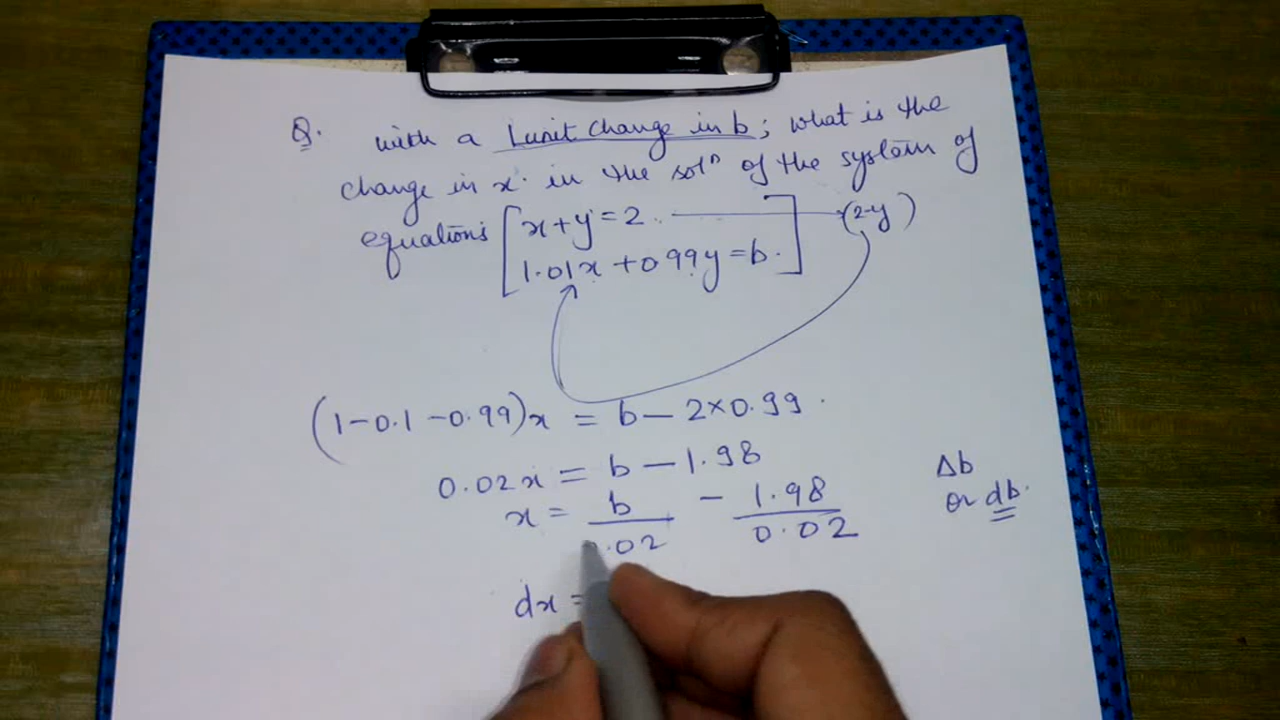 Q. with a 1 unit change in b; what is the
change in x in the solⁿ of the system of
equations [x+y=2 (2-y)
1.01x+0.99y=b.]
(1-0.1-0.99)x = b-2×0.99
0.02x = b-1.98
x = b/0.02 - 1.98/0.02
Δb
or db.
dx =